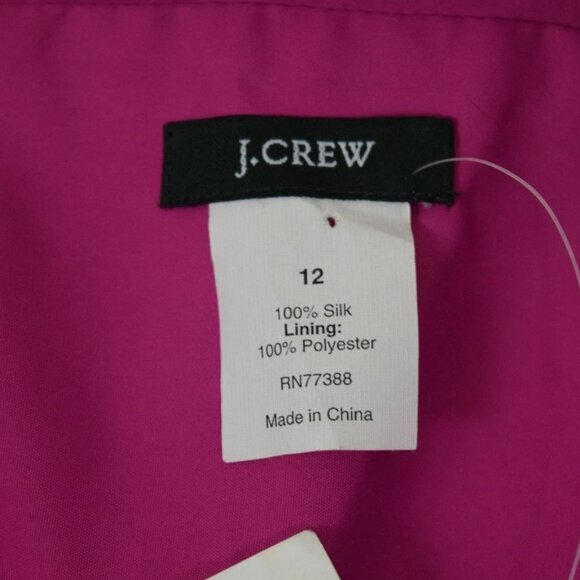 J.CREW
12
100% Silk
Lining:
100% Polyester
RN77388
Made in China